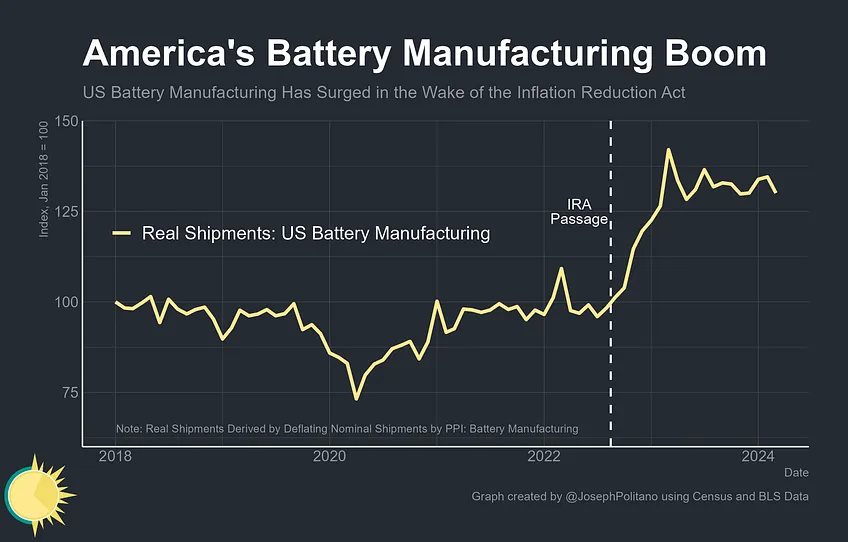 America's Battery Manufacturing Boom
US Battery Manufacturing Has Surged in the Wake of the Inflation Reduction Act
Index, Jan 2018 = 100
150
125
100
75
IRA
Passage
Real Shipments: US Battery Manufacturing
Note: Real Shipments Derived by Deflating Nominal Shipments by PPI: Battery Manufacturing
2018
2020
2022
2024
Date
Graph created by @JosephPolitano using Census and BLS Data